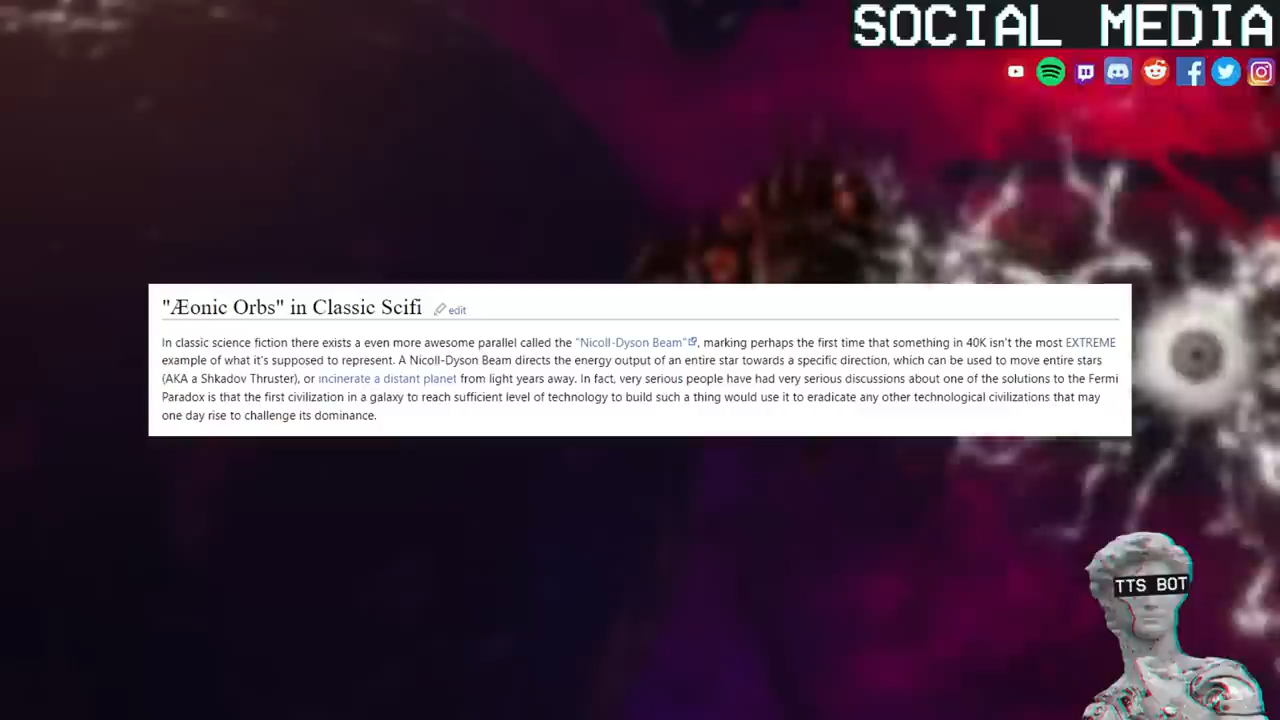 SOCIAL MEDIA
"Æonic Orbs" in Classic Scifi edit
In classic science fiction there exists a even more awesome parallel called the "Nicoll-Dyson Beam", marking perhaps the first time that something in 40K isn't the most EXTREME
example of what it's supposed to represent. A Nicoll-Dyson Beam directs the energy output of an entire star towards a specific direction, which can be used to move entire stars
(AKA a Shkadov Thruster), or incinerate a distant planet from light years away. In fact, very serious people have had very serious discussions about one of the solutions to the Fermi
Paradox is that the first civilization in a galaxy to reach sufficient level of technology to build such a thing would use it to eradicate any other technological civilizations that may
one day rise to challenge its dominance.
TTS BOT